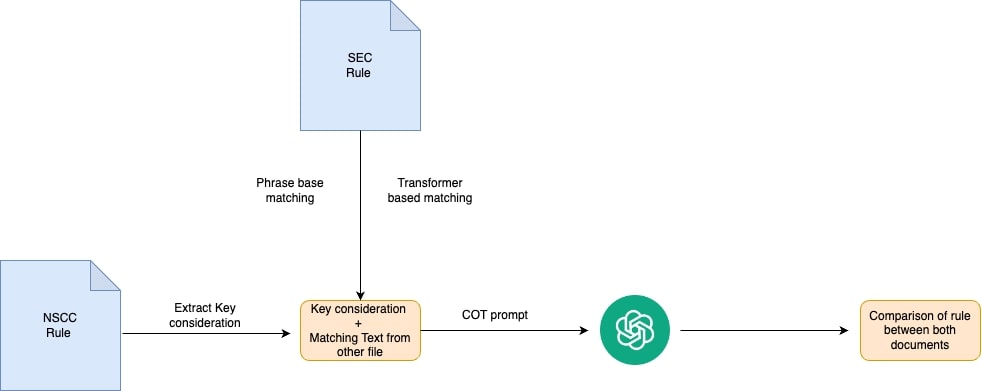 SEC
Rule
Phrase base
matching
Transformer
based matching
NSCC
Rule
Extract Key
consideration
Key consideration
+
Matching Text from
other file
COT prompt
Comparison of rule
between both
documents